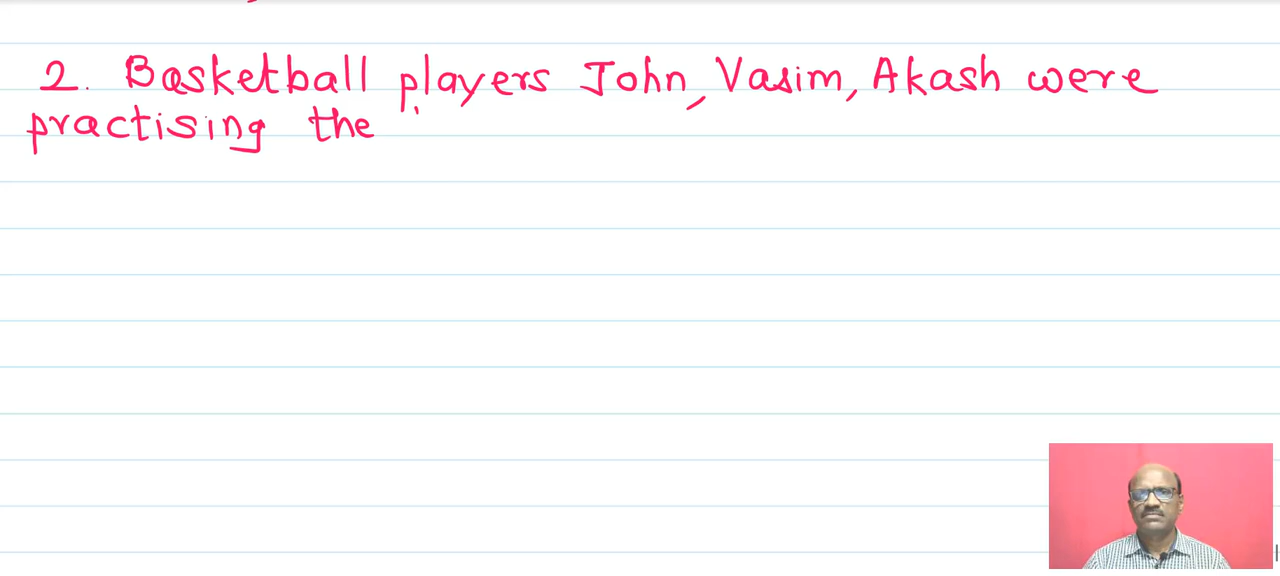 2. Basketball players John, Vasim, Akash were
practising the